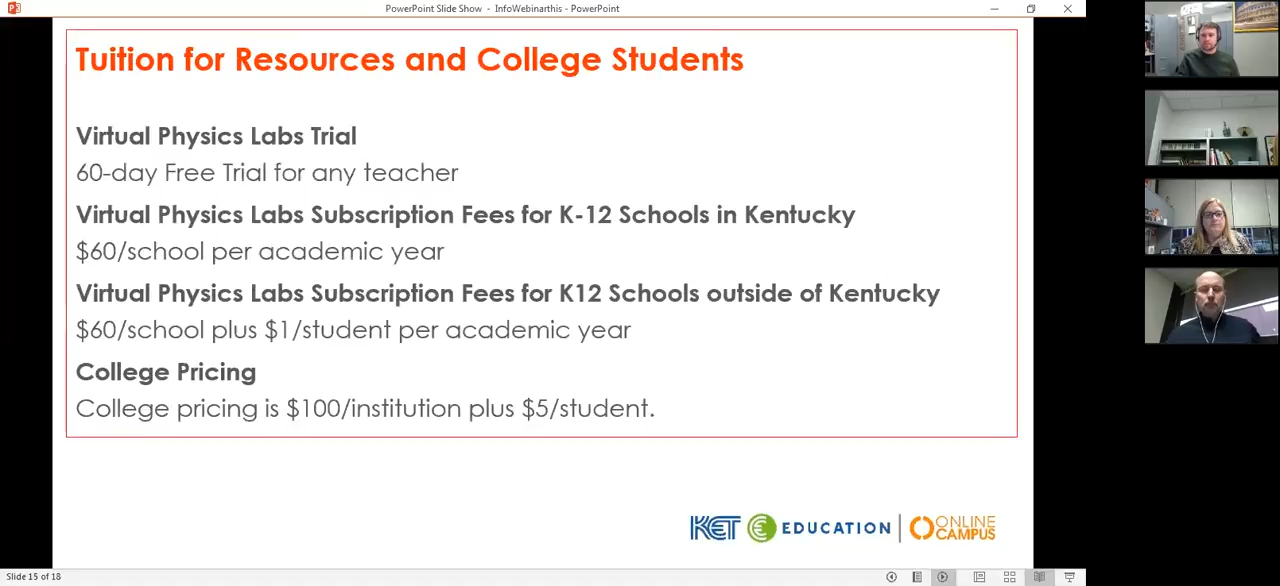 PowerPoint Slide Show - InfoWebinarthis - PowerPoint
Tuition for Resources and College Students
Virtual Physics Labs Trial
60-day Free Trial for any teacher
Virtual Physics Labs Subscription Fees for K-12 Schools in Kentucky
$60/school per academic year
Virtual Physics Labs Subscription Fees for K12 Schools outside of Kentucky
$60/school plus $1/student per academic year
College Pricing
College pricing is $100/institution plus $5/student.
KET EDUCATION | ONLINE CAMPUS
Slide 15 of 18